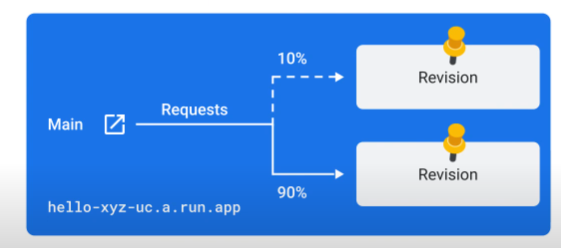 10%
Revision
Requests
Main
Revision
90%
hello-xyz-uc.a.run.app